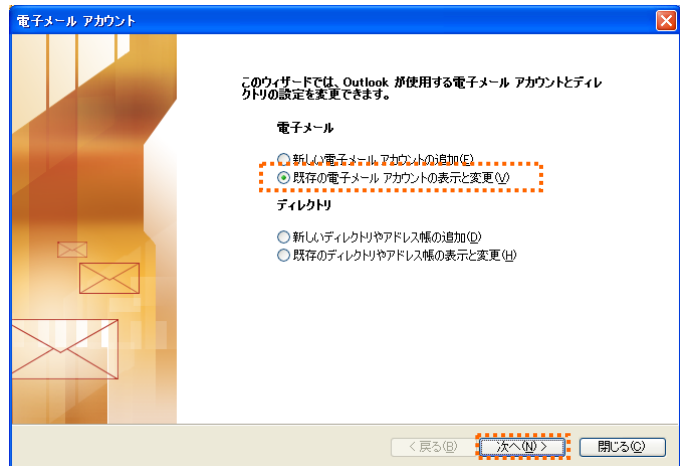 電子メール アカウント
このウィザードでは、Outlook が使用する電子メール アカウントとディレ
クトリの設定を変更できます。
電子メール
新しい電子メール アカウントの追加(E)
既存の電子メール アカウントの表示と変更(V)
ディレクトリ
新しいディレクトリやアドレス帳の追加(D)
既存のディレクトリやアドレス帳の表示と変更(H)
< 戻る(B) 次へ(N) > 閉じる(C)